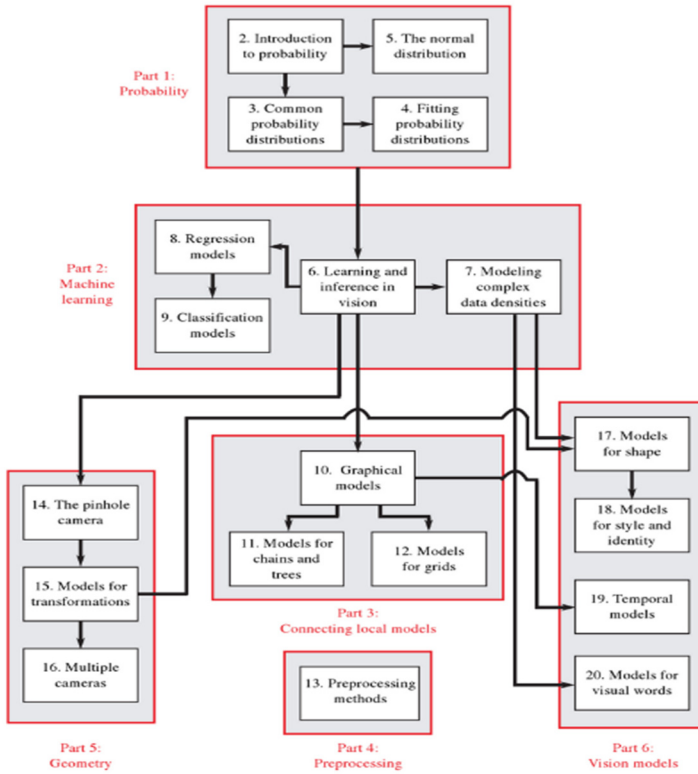 2. Introduction
to probability
5. The normal
distribution
Part 1:
Probability
3. Common
probability
distributions
4. Fitting
probability
distributions
8. Regression
models
6. Learning and
inference in
vision
7. Modeling
complex
data densities
Part 2:
Machine
learning
9. Classification
models
17. Models
for shape
10. Graphical
models
14. The pinhole
camera
18. Models
for style and
identity
11. Models for
chains and
trees
12. Models
for grids
15. Models for
transformations
19. Temporal
models
Part 3:
Connecting local models
16. Multiple
cameras
13. Preprocessing
methods
20. Models for
visual words
Part 5:
Geometry
Part 4:
Preprocessing
Part 6:
Vision models